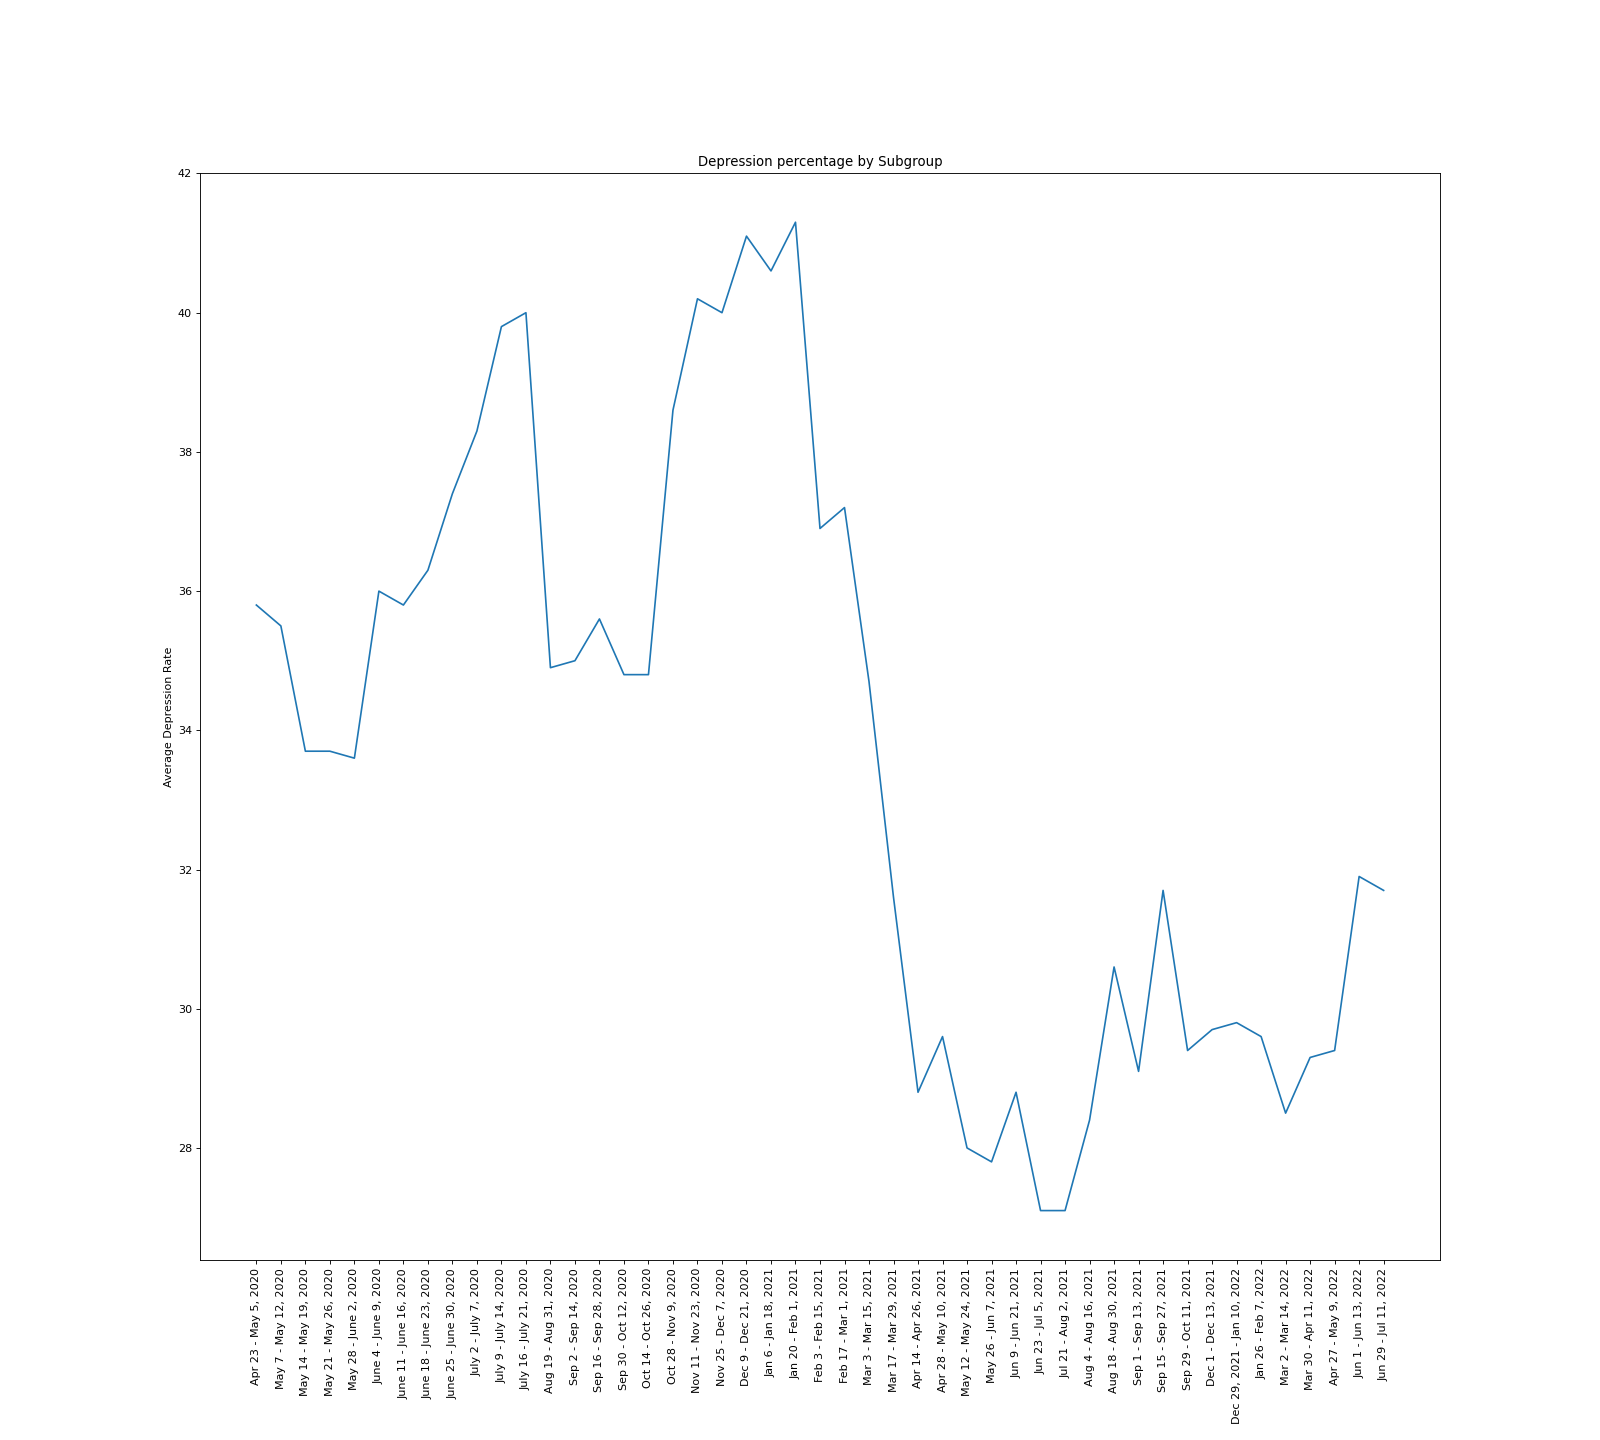 Depression percentage by Subgroup
Average Depression Rate
42
40
38
36
34
32
30
28
Apr 23 - May 5, 2020
May 7 - May 12, 2020
May 14 - May 19, 2020
May 21 - May 26, 2020
May 28 - June 2, 2020
June 4 - June 9, 2020
June 11 - June 16, 2020
June 18 - June 23, 2020
June 25 - June 30, 2020
July 2 - July 7, 2020
July 9 - July 14, 2020
July 16 - July 21, 2020
Aug 19 - Aug 31, 2020
Sep 2 - Sep 14, 2020
Sep 16 - Sep 28, 2020
Sep 30 - Oct 12, 2020
Oct 14 - Oct 26, 2020
Oct 28 - Nov 9, 2020
Nov 11 - Nov 23, 2020
Nov 25 - Dec 7, 2020
Dec 9 - Dec 21, 2020
Jan 6 - Jan 18, 2021
Jan 20 - Feb 1, 2021
Feb 3 - Feb 15, 2021
Feb 17 - Mar 1, 2021
Mar 3 - Mar 15, 2021
Mar 17 - Mar 29, 2021
Apr 14 - Apr 26, 2021
Apr 28 - May 10, 2021
May 12 - May 24, 2021
May 26 - Jun 7, 2021
Jun 9 - Jun 21, 2021
Jun 23 - Jul 5, 2021
Jul 21 - Aug 2, 2021
Aug 4 - Aug 16, 2021
Aug 18 - Aug 30, 2021
Sep 1 - Sep 13, 2021
Sep 15 - Sep 27, 2021
Sep 29 - Oct 11, 2021
Dec 1 - Dec 13, 2021
Dec 29, 2021 - Jan 10, 2022
Jan 26 - Feb 7, 2022
Mar 2 - Mar 14, 2022
Mar 30 - Apr 11, 2022
Apr 27 - May 9, 2022
Jun 1 - Jun 13, 2022
Jun 29 - Jul 11, 2022